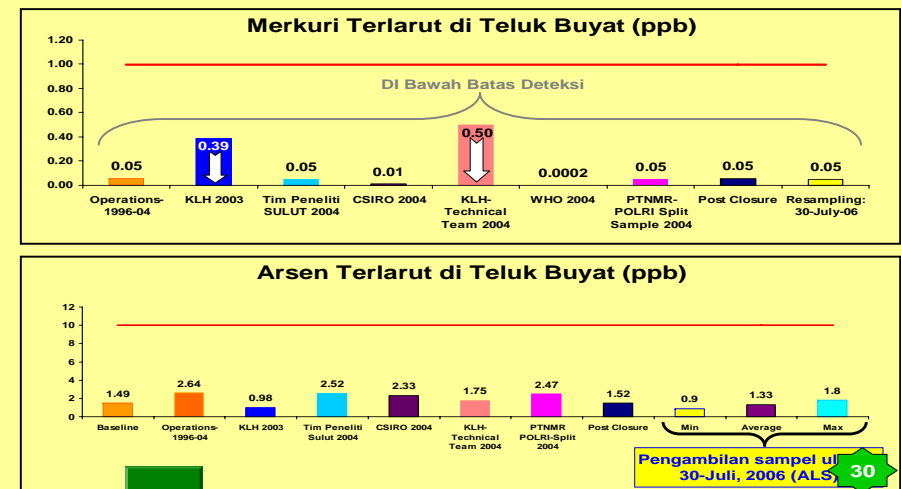 Merkuri Terlarut di Teluk Buyat (ppb)
1.20
1.00
0.80
0.60
0.40
0.20
0.00
DI Bawah Batas Deteksi
0.05
0.39
0.05
0.01
0.50
0.0002
0.05
0.05
0.05
Operations-
1996-04
KLH 2003
Tim Peneliti
SULUT 2004
CSIRO 2004
KLH-
Technical
Team 2004
WHO 2004
PTNMR-
POLRI Split
Sample 2004
Post Closure
Resampling:
30-July-06
Arsen Terlarut di Teluk Buyat (ppb)
12
10
8
6
4
2
0
1.49
2.64
0.98
2.52
2.33
1.75
2.47
1.52
0.9
1.33
1.8
Baseline
Operations-
1996-04
KLH 2003
Tim Peneliti
Sulut 2004
CSIRO 2004
KLH-
Technical
Team 2004
PTNMR
POLRI-Split
2004
Post Closure
Min
Average
Max
Pengambilan sampel
30-Juli, 2006 (ALS)
30